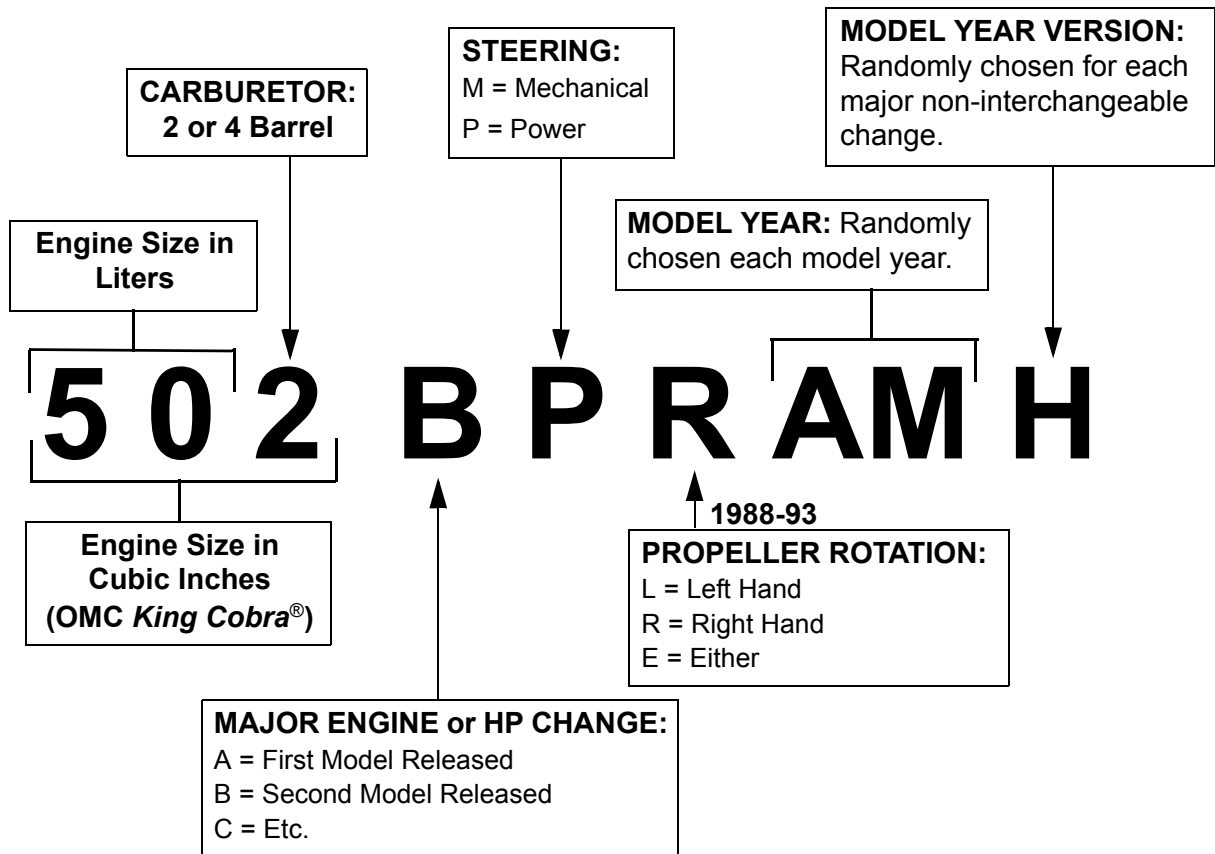 CARBURETOR:
2 or 4 Barrel
STEERING:
M = Mechanical
P = Power
MODEL YEAR VERSION:
Randomly chosen for each
major non-interchangeable
change.
Engine Size in
Liters
MODEL YEAR: Randomly
chosen each model year.
5 0 2 B P R AM H
Engine Size in
Cubic Inches
(OMC King Cobra®)
1988-93
PROPELLER ROTATION:
L = Left Hand
R = Right Hand
E = Either
MAJOR ENGINE or HP CHANGE:
A = First Model Released
B = Second Model Released
C = Etc.